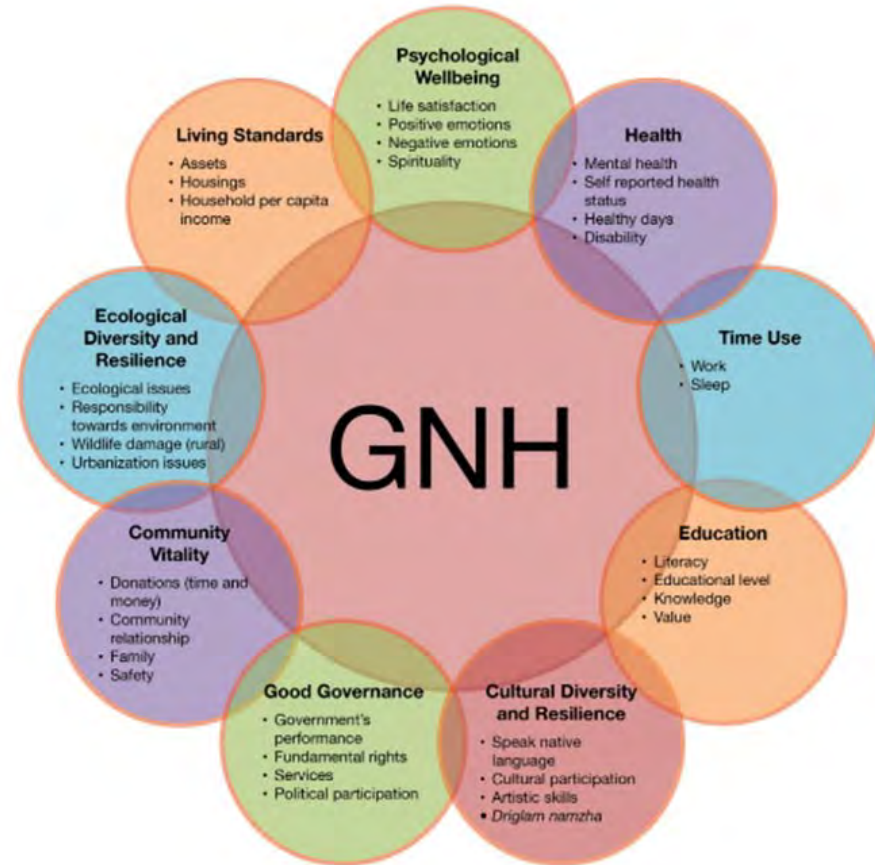 Psychological
Wellbeing
• Life satisfaction
• Positive emotions
• Negative emotions
• Spirituality
Health
• Mental health
• Self reported health
status
• Healthy days
• Disability
Time Use
• Work
• Sleep
Education
• Literacy
• Educational level
• Knowledge
• Value
Cultural Diversity
and Resilience
• Speak native
language
• Cultural participation
• Artistic skills
• Driglam namzha
Good Governance
• Government's
performance
• Fundamental rights
• Services
• Political participation
Community
Vitality
• Donations (time and
money)
• Community
relationship
• Family
• Safety
Ecological
Diversity and
Resilience
• Ecological issues
• Responsibility
towards environment
• Wildlife damage (rural)
• Urbanization issues
Living Standards
• Assets
• Housings
• Household per capita
income
GNH